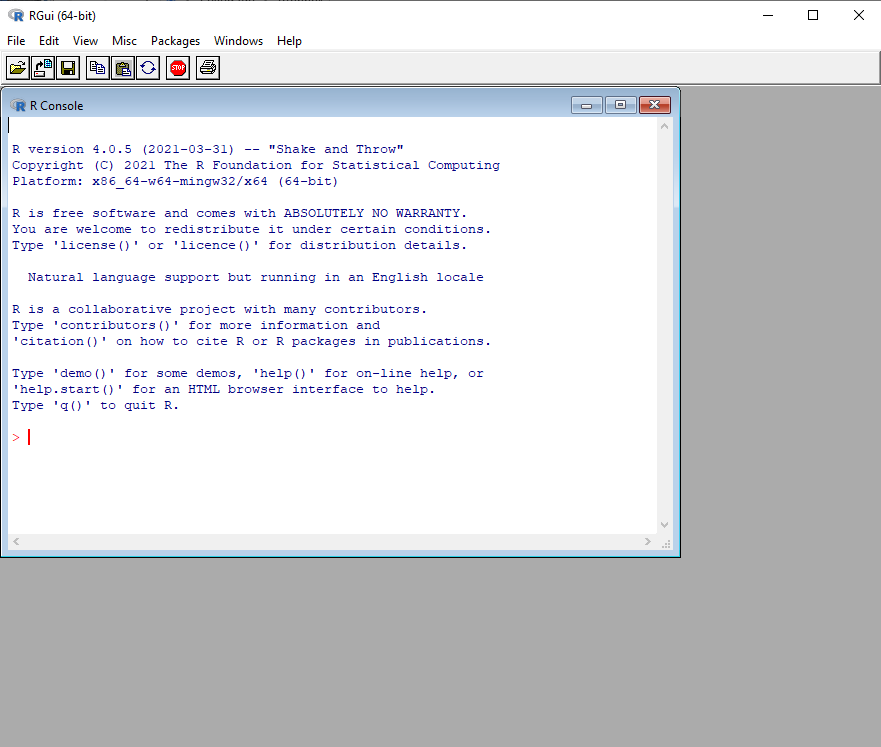 RGui (64-bit)
File Edit View Misc Packages Windows Help
STOP
R Console
R version 4.0.5 (2021-03-31) -- "Shake and Throw"
Copyright (C) 2021 The R Foundation for Statistical Computing
Platform: x86_64-w64-mingw32/x64 (64-bit)
R is free software and comes with ABSOLUTELY NO WARRANTY.
You are welcome to redistribute it under certain conditions.
Type 'license()' or 'licence()' for distribution details.
Natural language support but running in an English locale
R is a collaborative project with many contributors.
Type 'contributors()' for more information and
'citation()' on how to cite R or R packages in publications.
Type 'demo()' for some demos, 'help()' for on-line help, or
'help.start()' for an HTML browser interface to help.
Type 'q()' to quit R.
>